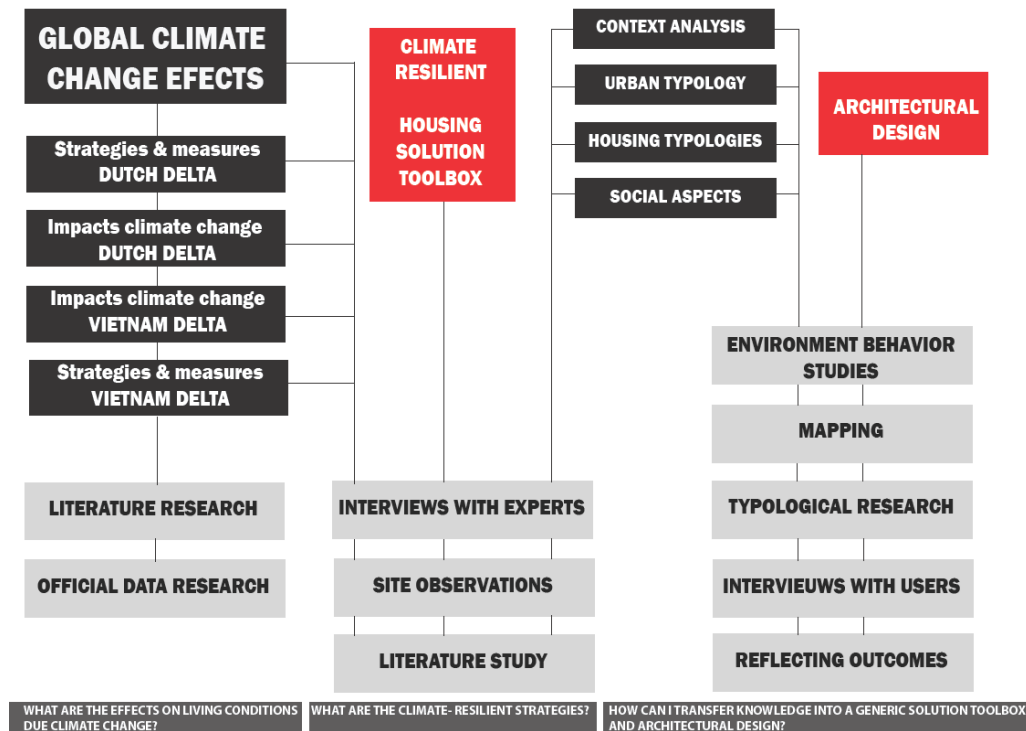 GLOBAL CLIMATE
CHANGE EFFECTS
Strategies & measures
DUTCH DELTA
Impacts climate change
DUTCH DELTA
Impacts climate change
VIETNAM DELTA
Strategies & measures
VIETNAM DELTA
LITERATURE RESEARCH
OFFICIAL DATA RESEARCH
CLIMATE
RESILIENT
HOUSING
SOLUTION
TOOLBOX
INTERVIEWS WITH EXPERTS
SITE OBSERVATIONS
LITERATURE STUDY
CONTEXT ANALYSIS
URBAN TYPOLOGY
HOUSING TYPOLOGIES
SOCIAL ASPECTS
ARCHITECTURAL
DESIGN
ENVIRONMENT BEHAVIOR
STUDIES
MAPPING
TYPOLOGICAL RESEARCH
INTERVIEUWS WITH USERS
REFLECTING OUTCOMES
WHAT ARE THE EFFECTS ON LIVING CONDITIONS
DUE CLIMATE CHANGE?
WHAT ARE THE CLIMATE- RESILIENT STRATEGIES?
HOW CAN I TRANSFER KNOWLEDGE INTO A GENERIC SOLUTION TOOLBOX
AND ARCHITECTURAL DESIGN?